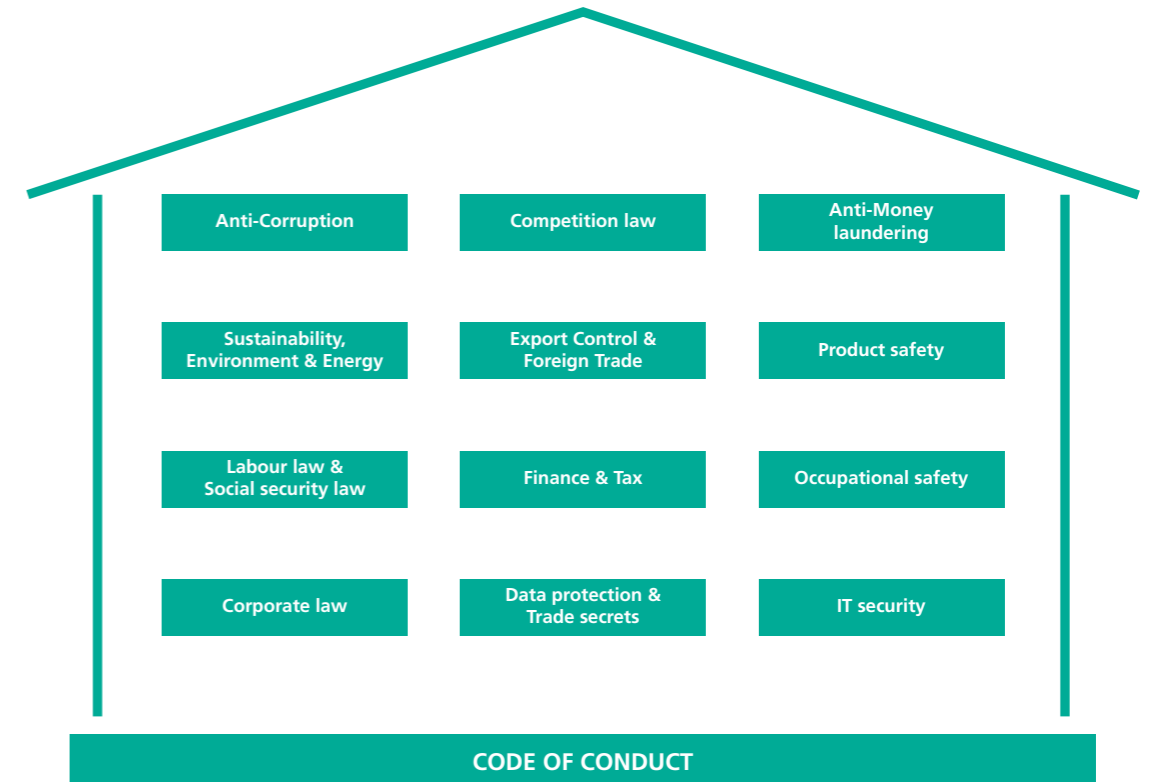 Anti-Corruption
Competition law
Anti-Money
laundering
Sustainability,
Environment & Energy
Export Control &
Foreign Trade
Product safety
Labour law &
Social security law
Finance & Tax
Occupational safety
Corporate law
Data protection &
Trade secrets
IT security
CODE OF CONDUCT